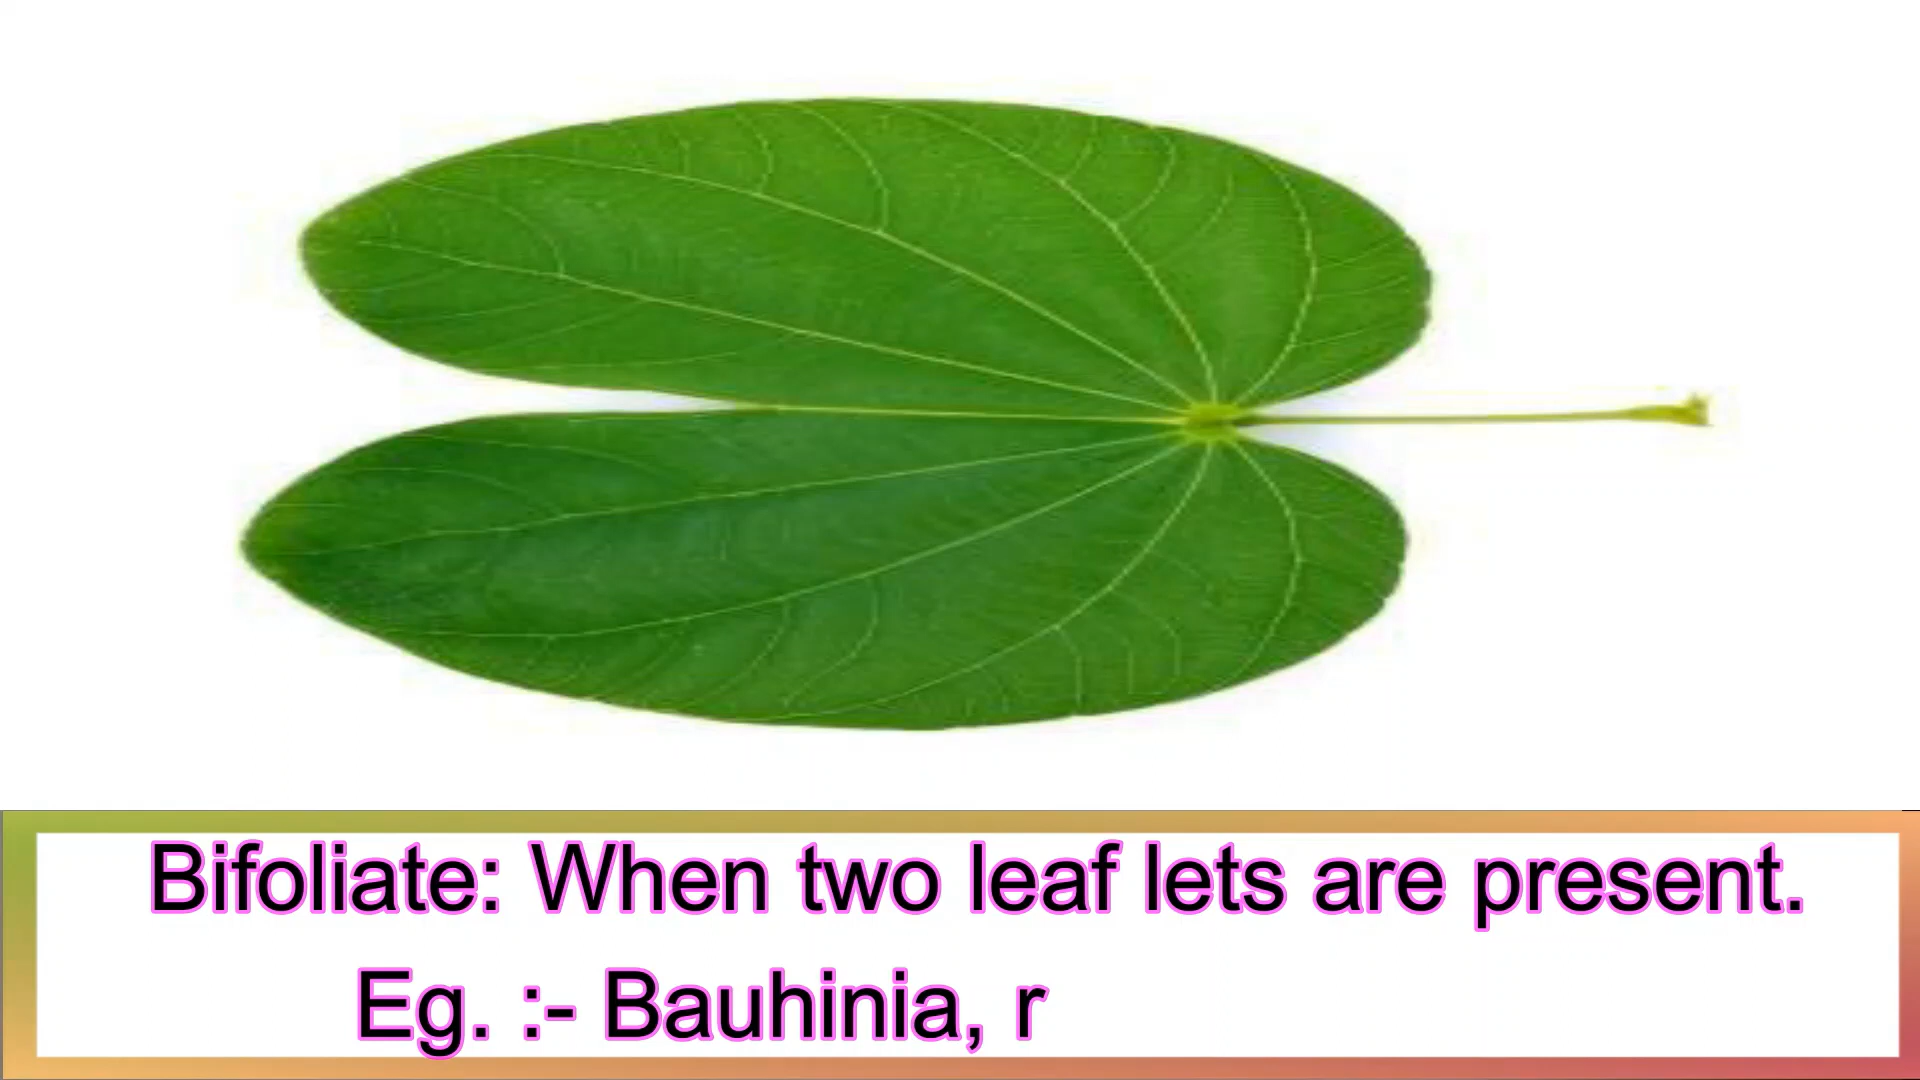 Bifoliate: When two leaf lets are present.
Eg. :- Bauhinia, r